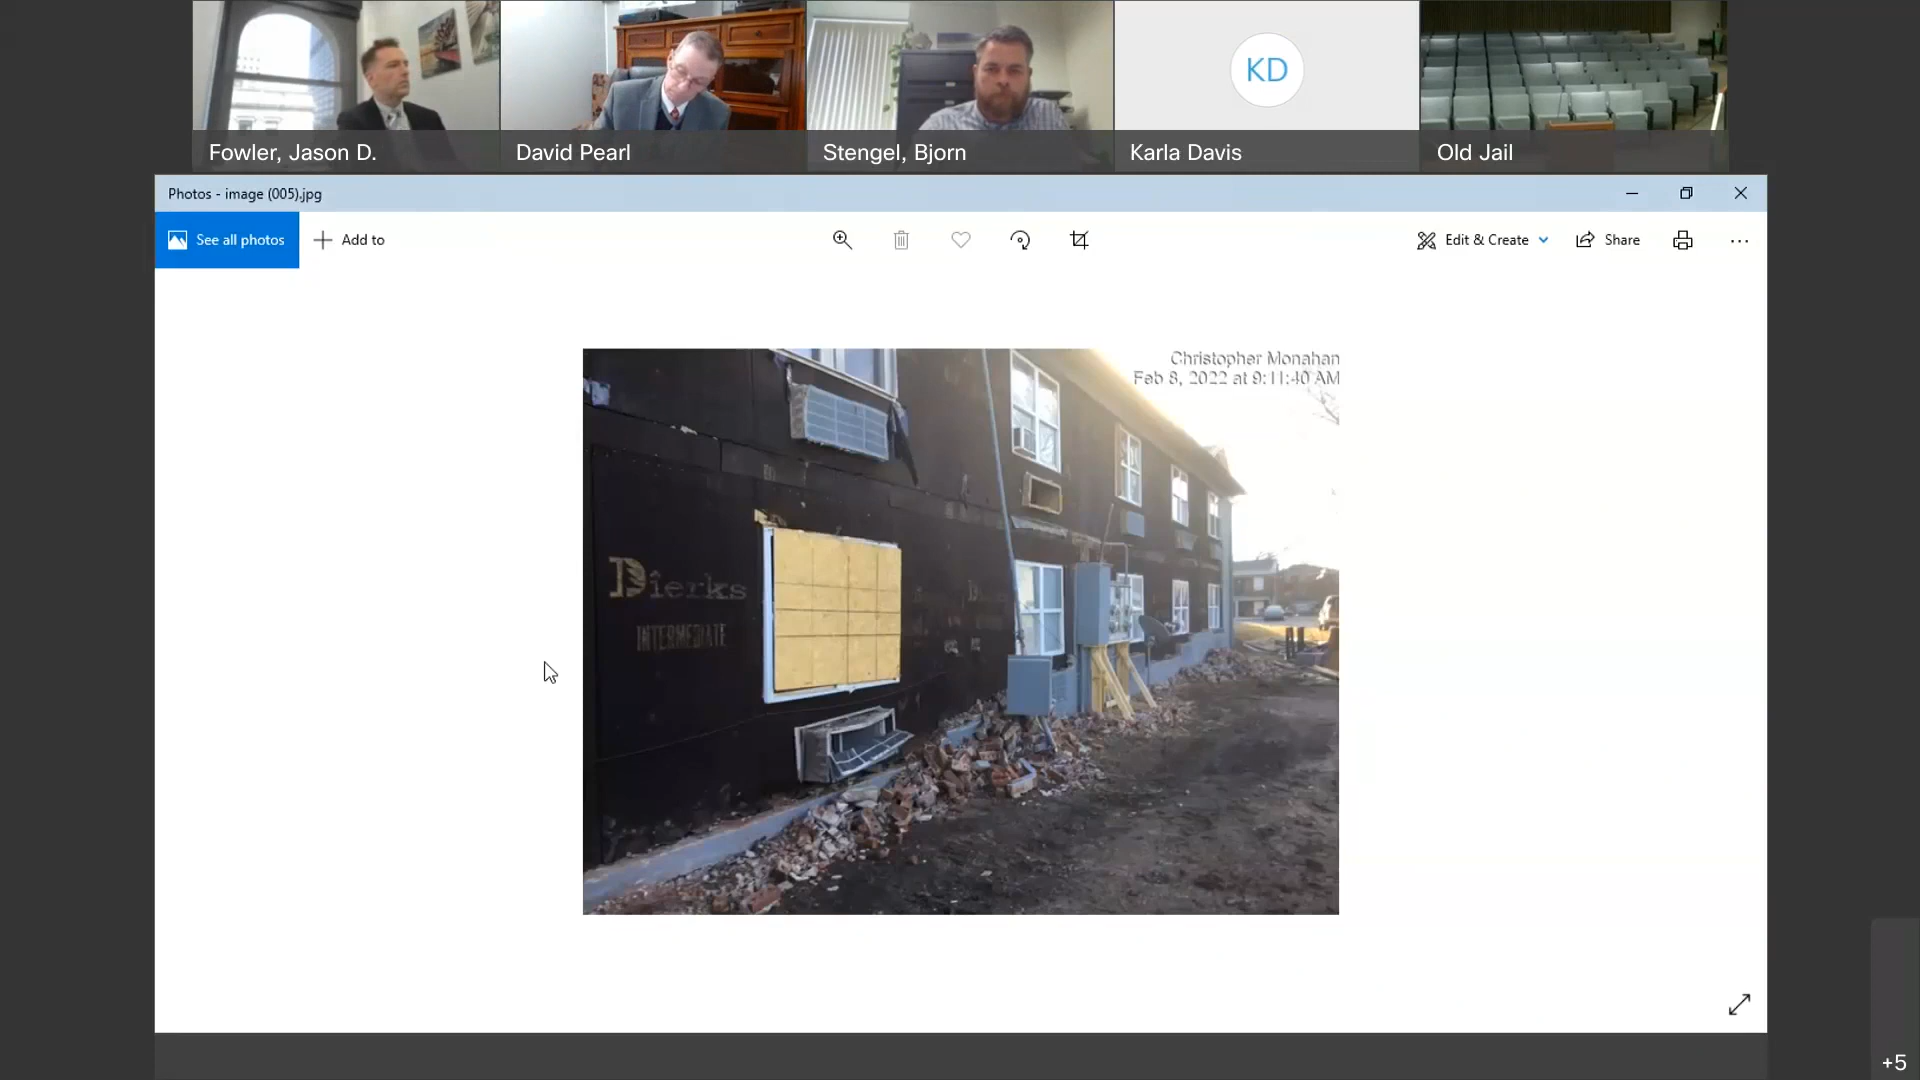 Fowler, Jason D.
David Pearl
Stengel, Bjorn
KD
Karla Davis
Old Jail
Photos - image (005).jpg
See all photos
Add to
Edit & Create
Share
Christopher Monahan
Feb 8, 2022 at 9:11:40 AM
Dierks
INTERMEDIATE
+5